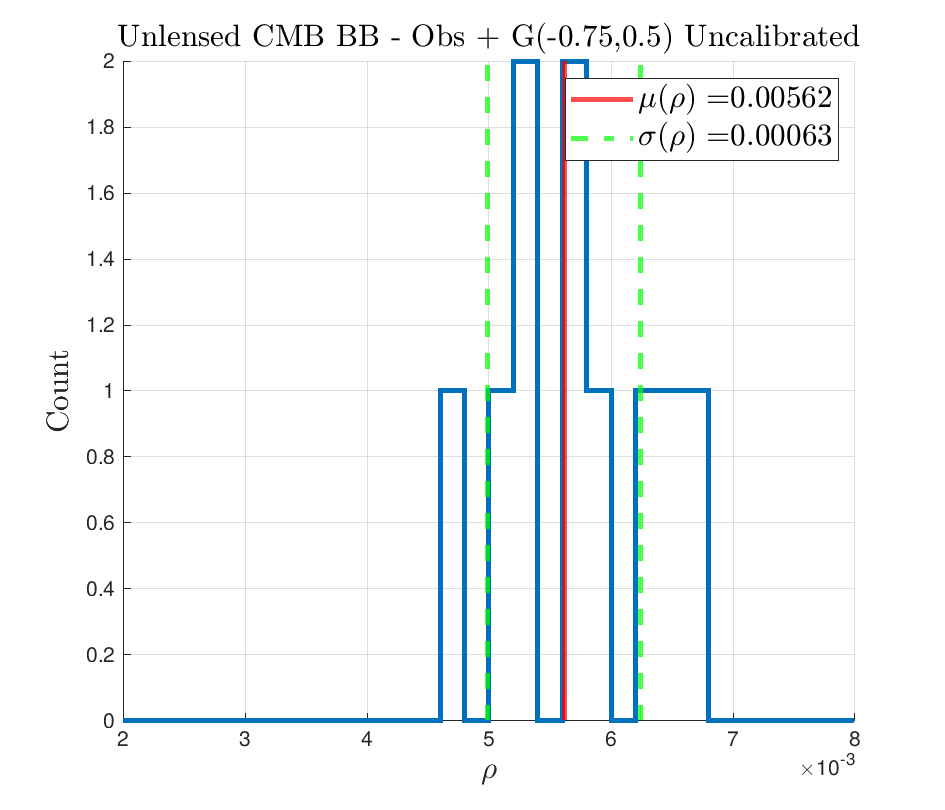 Unlensed CMB BB - Obs + G(-0.75,0.5) Uncalibrated
μ(ρ) =0.00562
σ(ρ) =0.00063
Count
2
1.8
1.6
1.4
1.2
1
0.8
0.6
0.4
0.2
0
2 3 4 5 6 7 8
×10⁻³
ρ